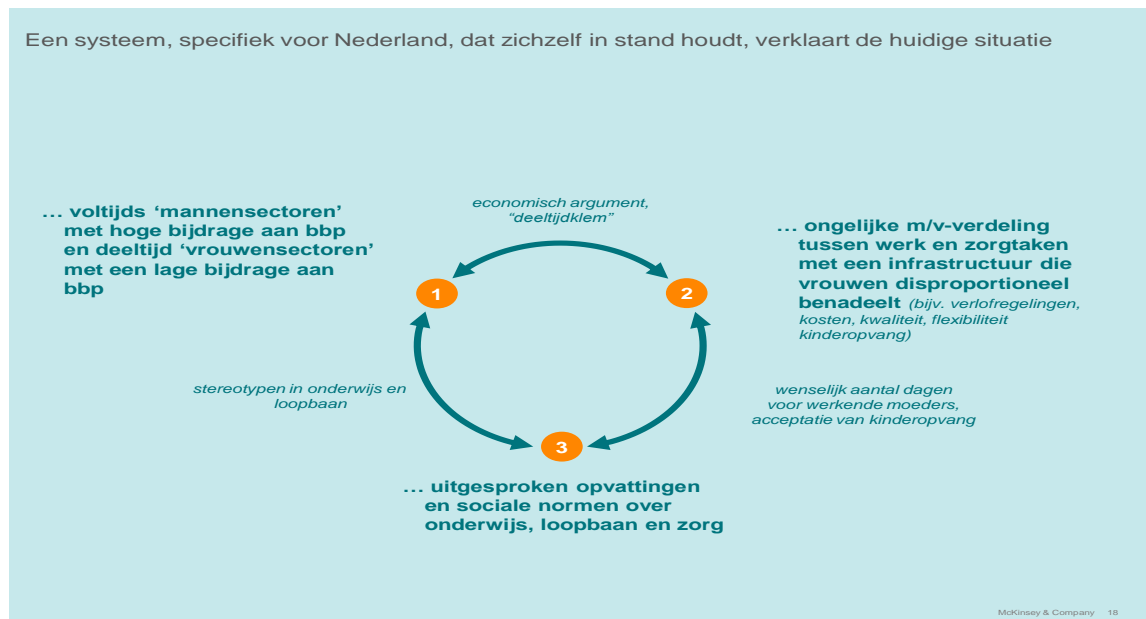 Een systeem, specifiek voor Nederland, dat zichzelf in stand houdt, verklaart de huidige situatie
… voltijds ‘mannensectoren’
met hoge bijdrage aan bbp
en deeltijd ‘vrouwensectoren’
met een lage bijdrage aan
bbp
economisch argument,
“deeltijdklem”
… ongelijke m/v-verdeling
tussen werk en zorgtaken
met een infrastructuur die
vrouwen disproportioneel
benadeelt (bijv. verlofregelingen,
kosten, kwaliteit, flexibiliteit
kinderopvang)
1
2
stereotypen in onderwijs en
loopbaan
wenselijk aantal dagen
voor werkende moeders,
acceptatie van kinderopvang
3
… uitgesproken opvattingen
en sociale normen over
onderwijs, loopbaan en zorg
McKinsey & Company 18